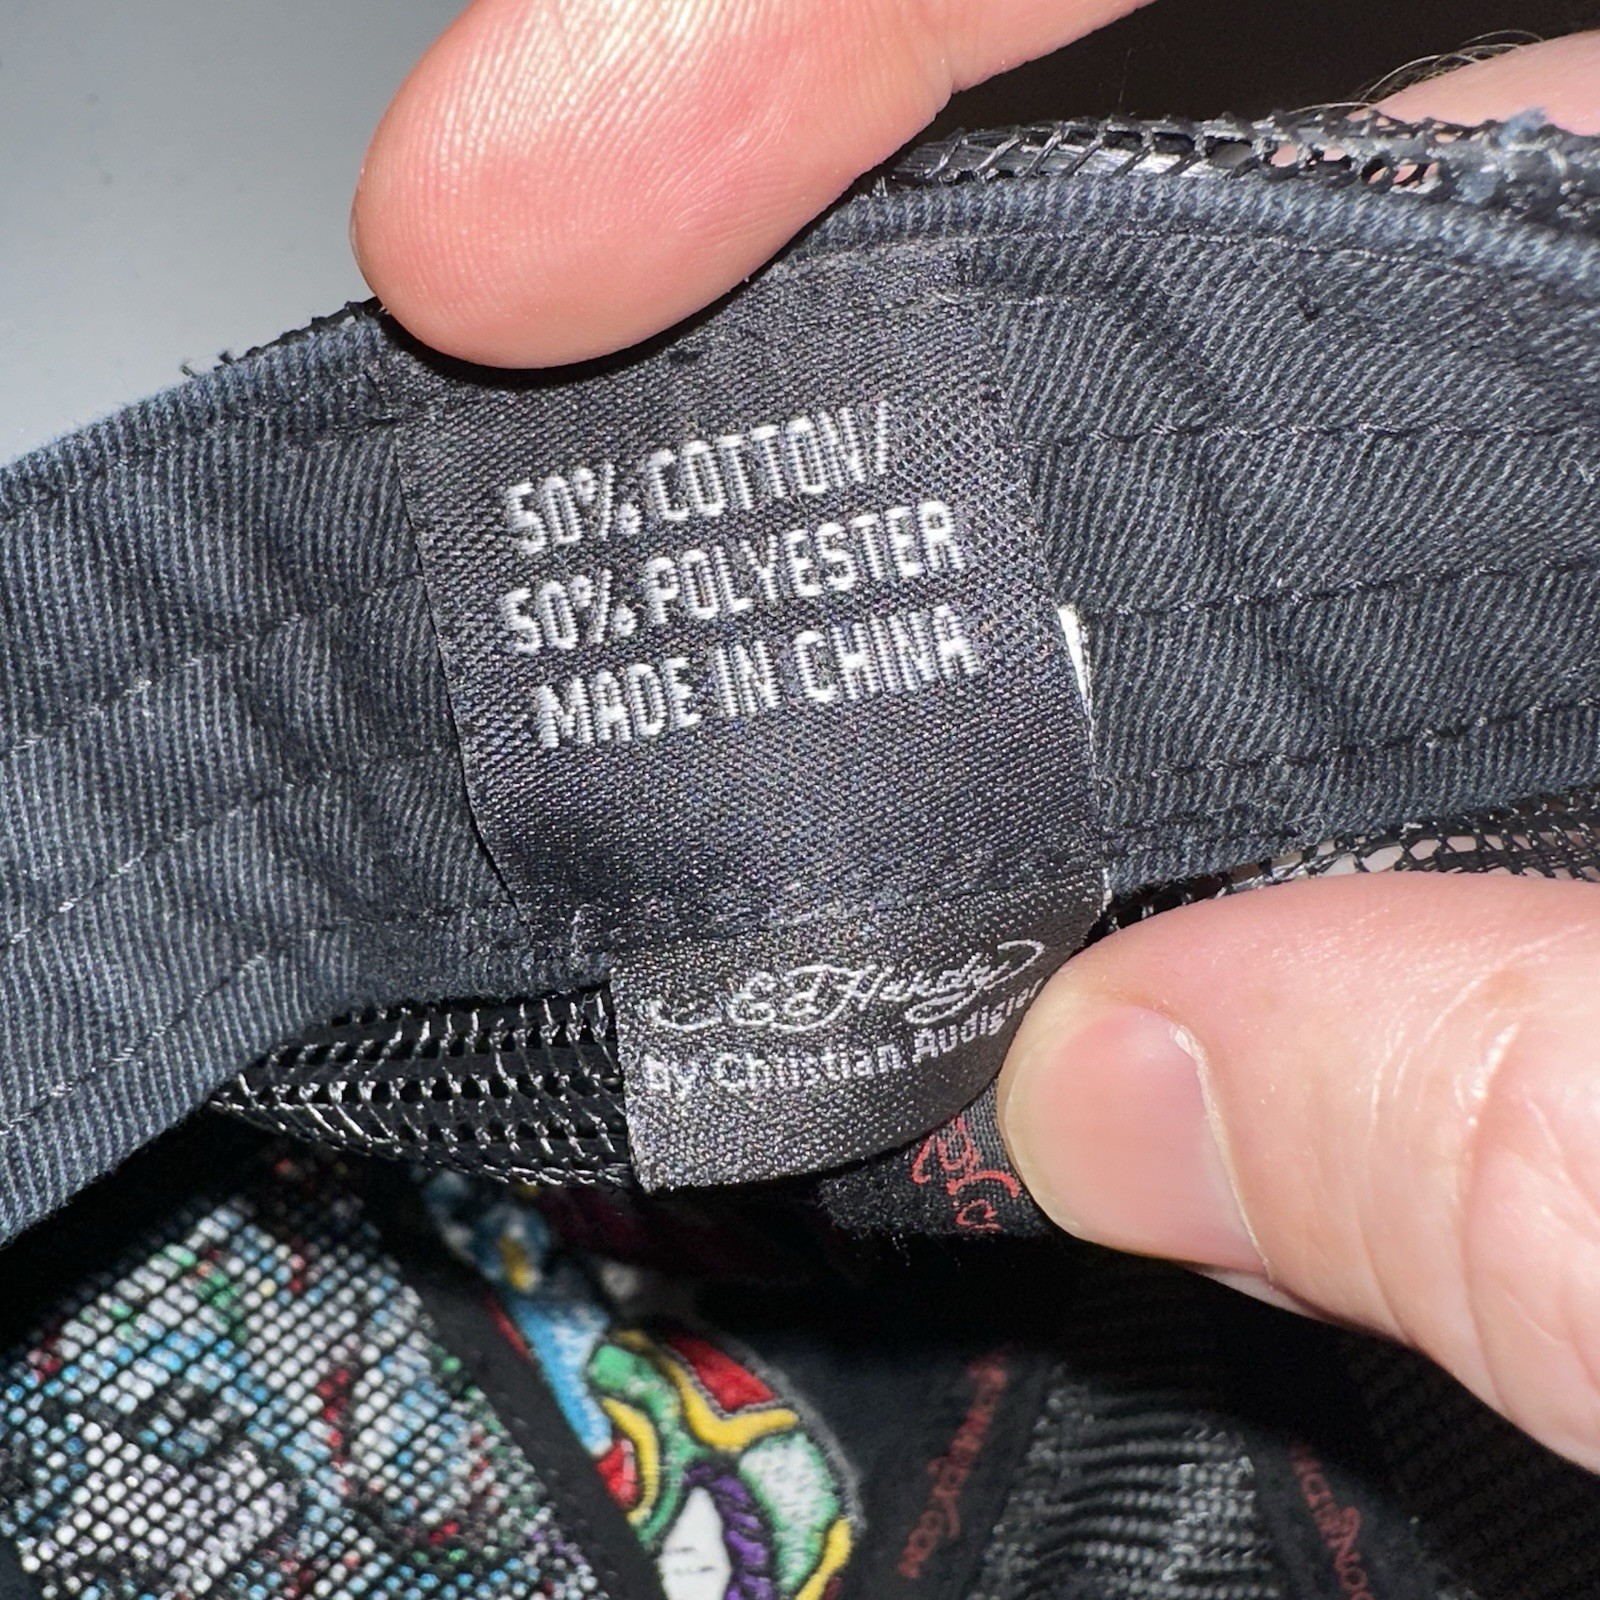 50% COTTON/
50% POLYESTER
MADE IN CHINA
Ed Hardy
by Christian Audigier